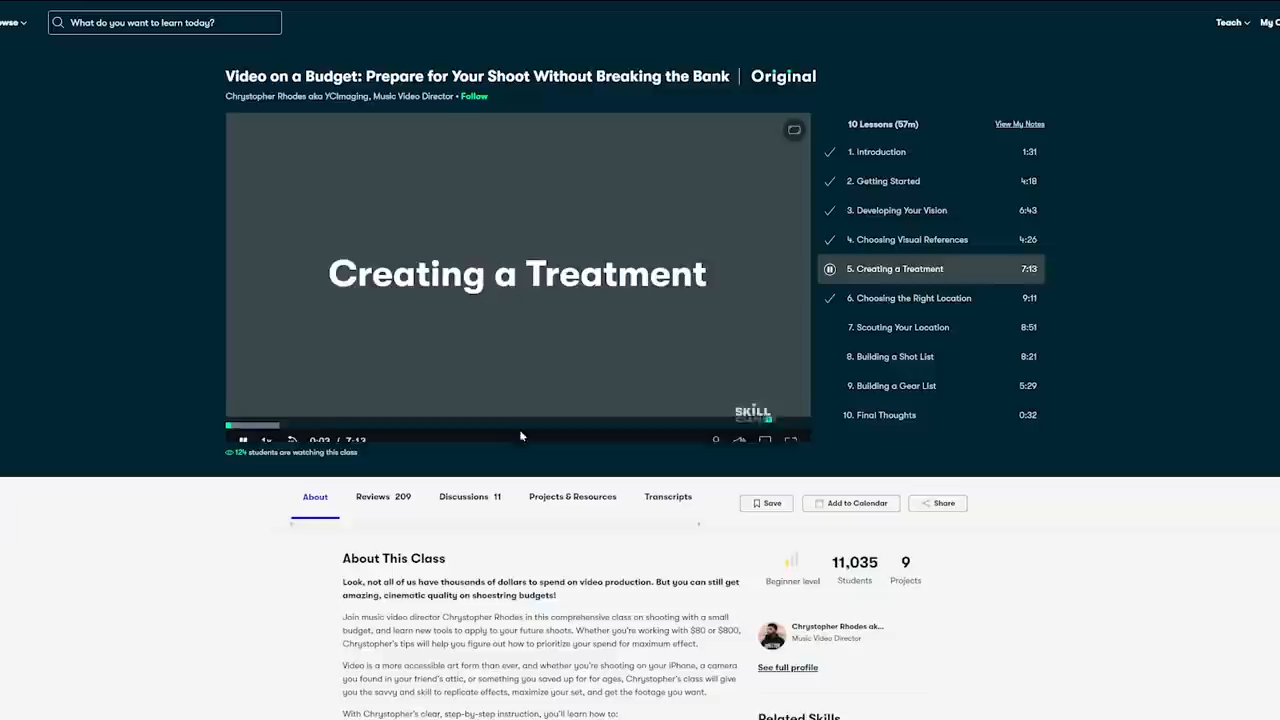 What do you want to learn today?
Teach
Video on a Budget: Prepare for Your Shoot Without Breaking the Bank | Original
Chrystopher Rhodes aka YCImaging, Music Video Director • Follow
Creating a Treatment
SKILL
0:03 / 7:13
1x
124 students are watching this class
10 Lessons (57m)
View My Notes
1. Introduction 1:31
2. Getting Started 4:18
3. Developing Your Vision 6:43
4. Choosing Visual References 4:26
5. Creating a Treatment 7:13
6. Choosing the Right Location 9:11
7. Scouting Your Location 8:51
8. Building a Shot List 8:21
9. Building a Gear List 5:29
10. Final Thoughts 0:32
About
Reviews 209
Discussions 11
Projects & Resources
Transcripts
Save
Add to Calendar
Share
About This Class
Look, not all of us have thousands of dollars to spend on video production. But you can still get
amazing, cinematic quality on shoestring budgets!
Join music video director Chrystopher Rhodes in this comprehensive class on shooting with a small
budget, and learn new tools to apply to your future shoots. Whether you're working with $80 or $800,
Chrystopher's tips will help you figure out how to prioritize your spend for maximum effect.
Video is a more accessible art form than ever, and whether you're shooting on your iPhone, a camera
you found in your friend's attic, or something you saved up for for ages, Chrystopher's class will give
you the savvy and skill to replicate effects, maximize your set, and get the footage you want.
With Chrystopher's clear, step-by-step instruction, you'll learn how to:
Beginner level
11,035
Students
9
Projects
Chrystopher Rhodes ak...
Music Video Director
See full profile
Related Skills